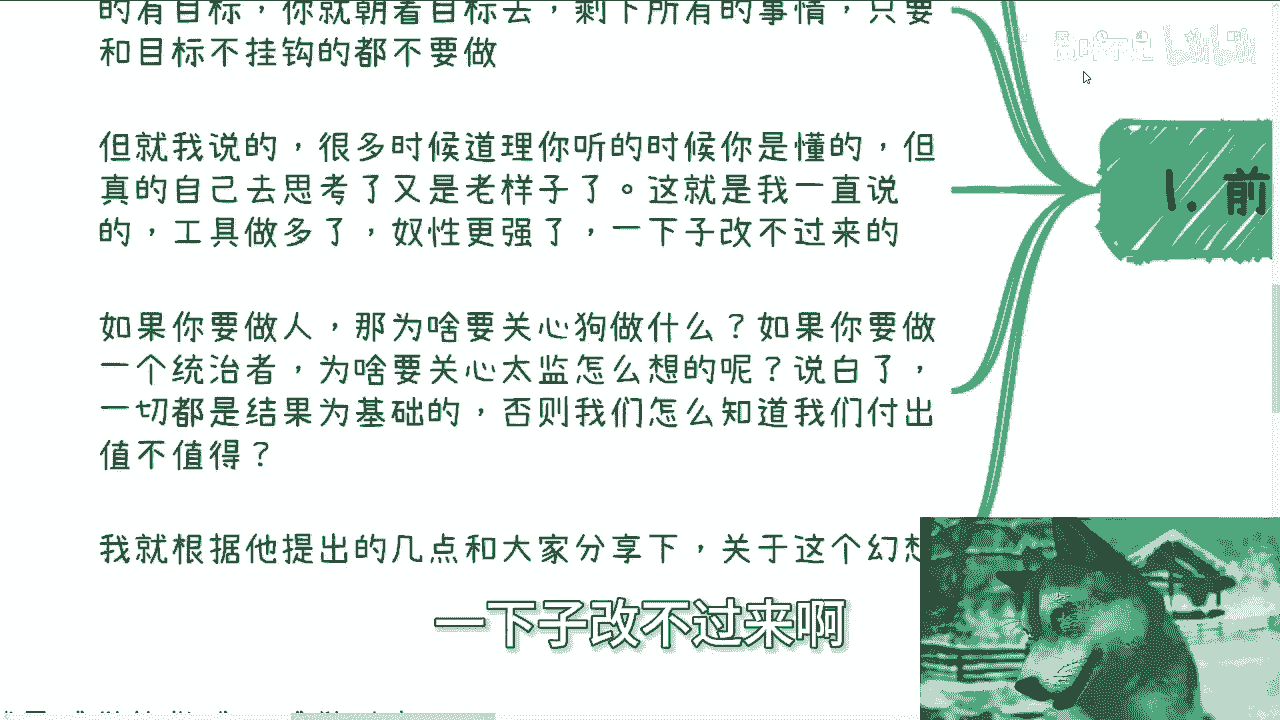 的有目标，你就朝着目标去，剩下所有的事情，只要
和目标不挂钩的都不要做
但就我说的，很多时候道理你听的时候你是懂的，但
真的自己去思考了又是老样子了。这就是我一直说
的，工具做多了，奴性更强了，一下子改不过来的
如果你要做人，那为啥要关心狗做什么？如果你要做
一个统治者，为啥要关心太监怎么想的呢？说白了，
一切都是结果为基础的，否则我们怎么知道我们付出
值不值得？
我就根据他提出的几点和大家分享下，关于这个幻想
1. 前
一下子改不过来啊